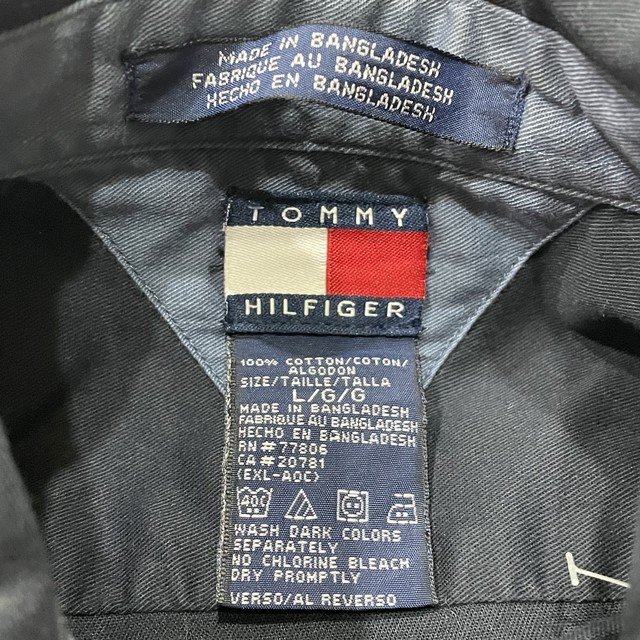 MADE IN BANGLADESH
FABRIQUE AU BANGLADESH
HECHO EN BANGLADESH
TOMMY
HILFIGER
100% COTTON/COTON/
ALGODON
SIZE/TAILLE/TALLA
L/G/G
MADE IN BANGLADESH
FABRIQUE AU BANGLADESH
HECHO EN BANGLADESH
RN#77806
CA#20781
(EXL-AOC)
40C
WASH DARK COLORS
SEPARATELY
NO CHLORINE BLEACH
DRY PROMPTLY
VERSO/AL REVERSO